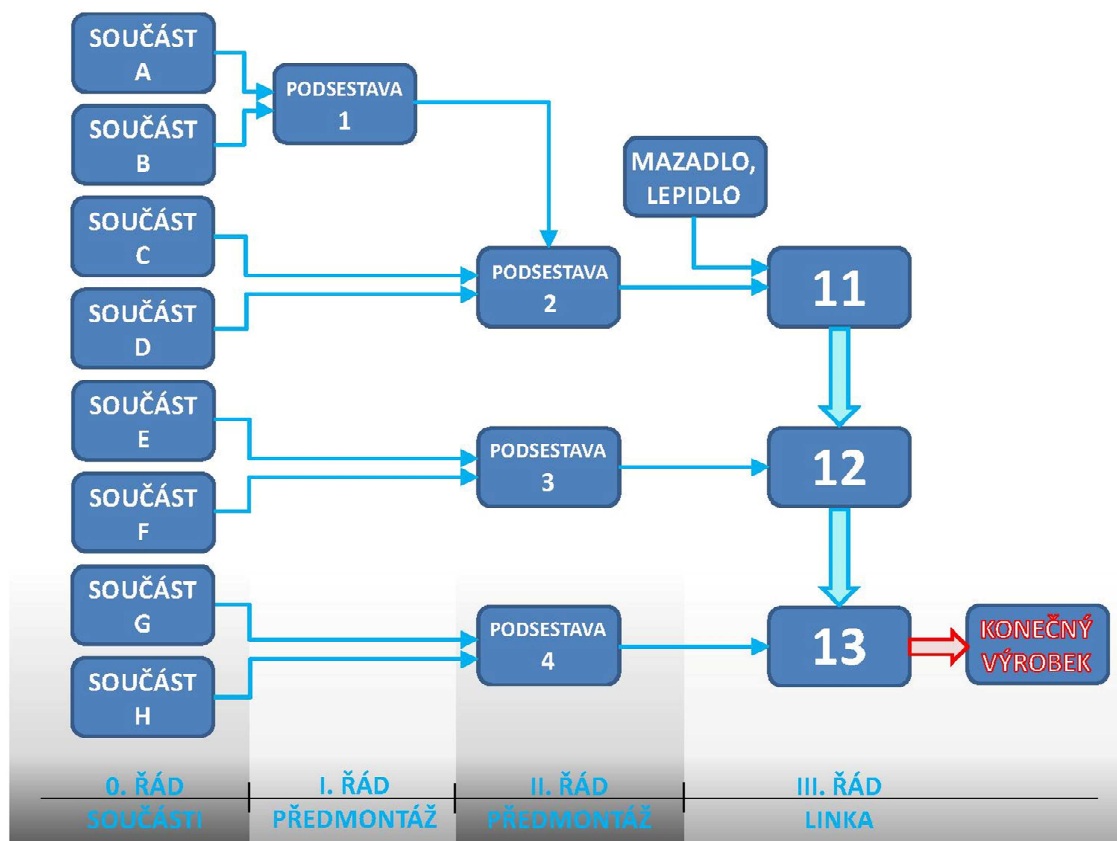 SOUČÁST
A
SOUČÁST
B
PODSESTAVA
1
MAZADLO,
LEPIDLO
SOUČÁST
C
SOUČÁST
D
PODSESTAVA
2
11
SOUČÁST
E
SOUČÁST
F
PODSESTAVA
3
12
SOUČÁST
G
SOUČÁST
H
PODSESTAVA
4
13
KONEČNÝ
VÝROBEK
0. ŘÁD
SOUČÁSTI
I. ŘÁD
PŘEDMONTÁŽ
II. ŘÁD
PŘEDMONTÁŽ
III. ŘÁD
LINKA